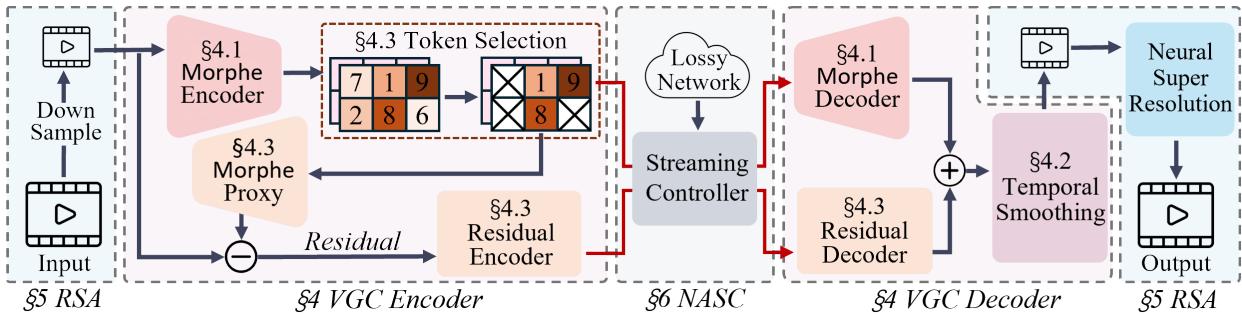 Down
Sample
Input
§5 RSA
§4.1
Morphe
Encoder
§4.3 Token Selection
7 1 9
2 8 6
1 9
8
§4.3
Morphe
Proxy
Residual
§4.3
Residual
Encoder
§4 VGC Encoder
Lossy
Network
Streaming
Controller
§6 NASC
§4.1
Morphe
Decoder
§4.3
Residual
Decoder
§4.2
Temporal
Smoothing
§4 VGC Decoder
Neural
Super
Resolution
Output
§5 RSA